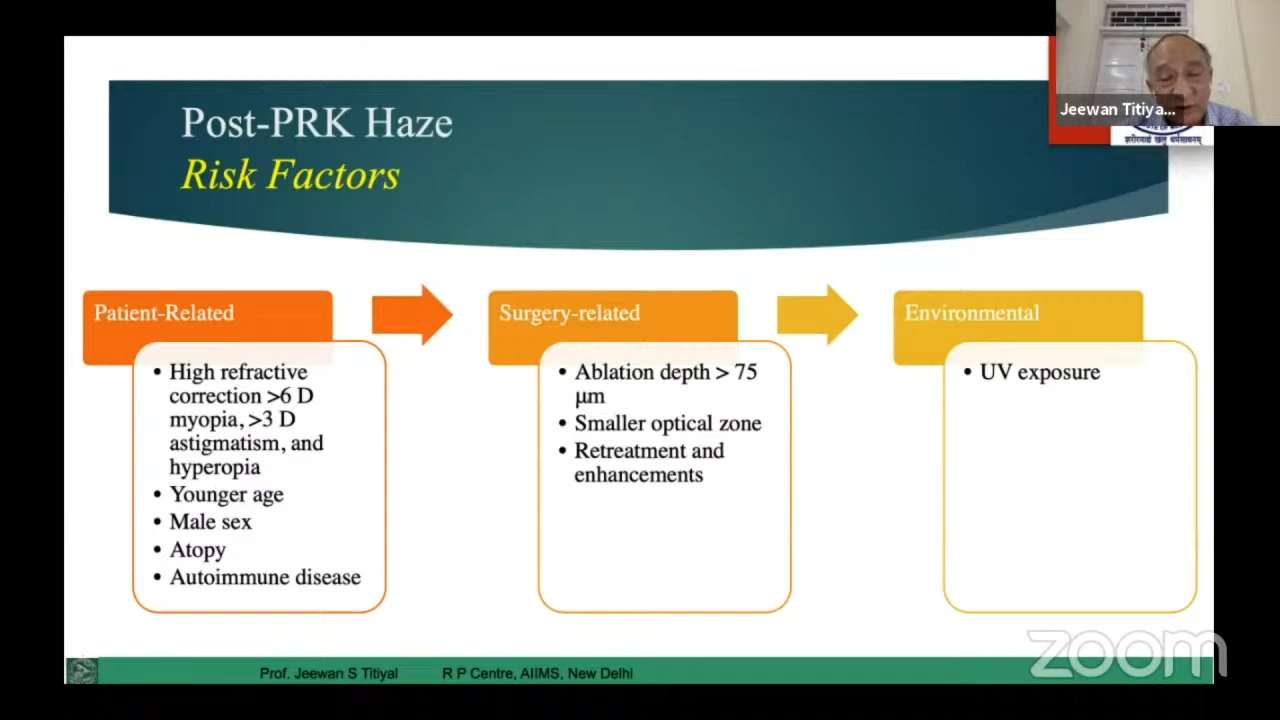 Jeewan Titiya...
Post-PRK Haze
Risk Factors
Patient-Related
• High refractive
correction >6 D
myopia, >3 D
astigmatism, and
hyperopia
• Younger age
• Male sex
• Atopy
• Autoimmune disease
Surgery-related
• Ablation depth > 75
μm
• Smaller optical zone
• Retreatment and
enhancements
Environmental
• UV exposure
zoom
Prof. Jeewan S Titiyal R P Centre, AIIMS, New Delhi